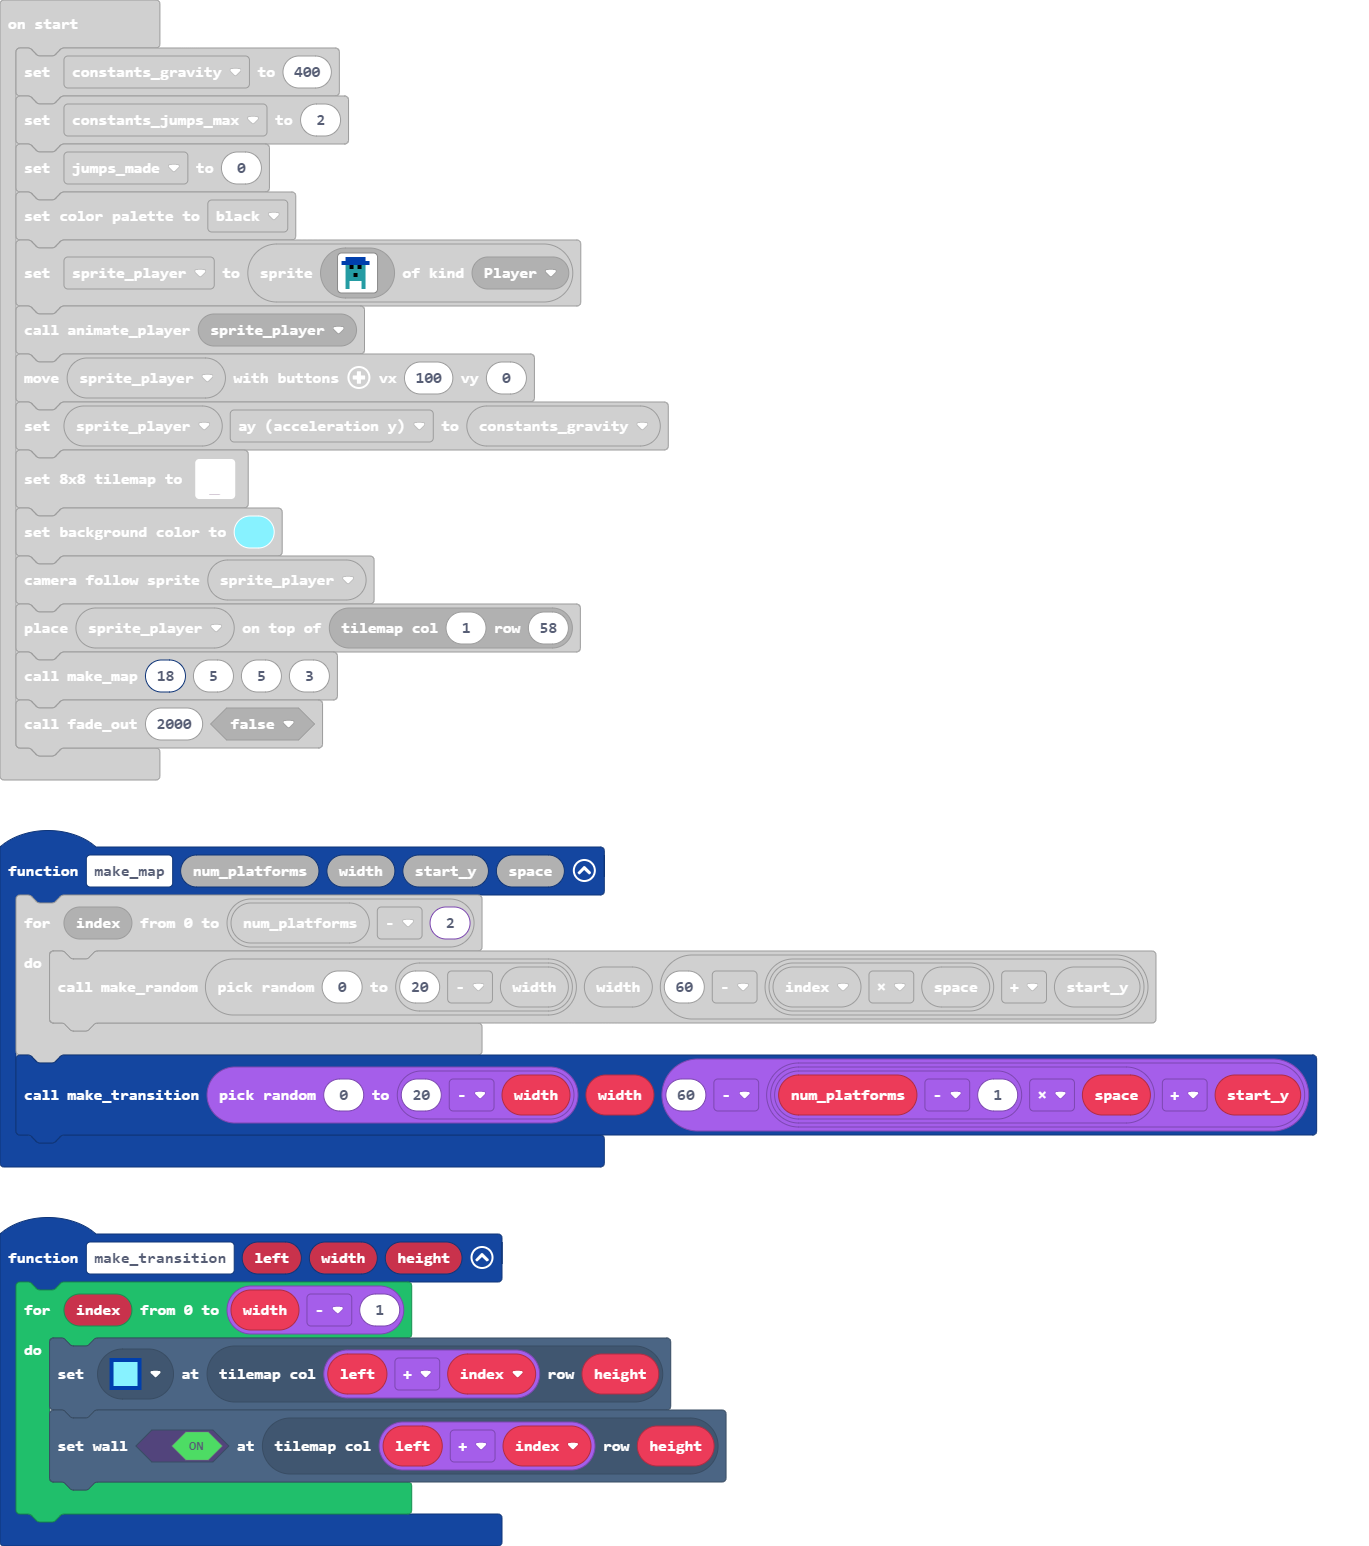 on start
set constants_gravity to 400
set constants_jumps_max to 2
set jumps_made to 0
set color palette to black
set sprite_player to sprite of kind Player
call animate_player sprite_player
move sprite_player with buttons + vx 100 vy 0
set sprite_player ay (acceleration y) to constants_gravity
set 8x8 tilemap to
set background color to
camera follow sprite sprite_player
place sprite_player on top of tilemap col 1 row 58
call make_map 18 5 5 3
call fade_out 2000 false
function make_map num_platforms width start_y space
for index from 0 to num_platforms - 2
do
call make_random pick random 0 to 20 - width width 60 - index × space + start_y
call make_transition pick random 0 to 20 - width width 60 - num_platforms - 1 × space + start_y
function make_transition left width height
for index from 0 to width - 1
do
set at tilemap col left + index row height
set wall ON at tilemap col left + index row height